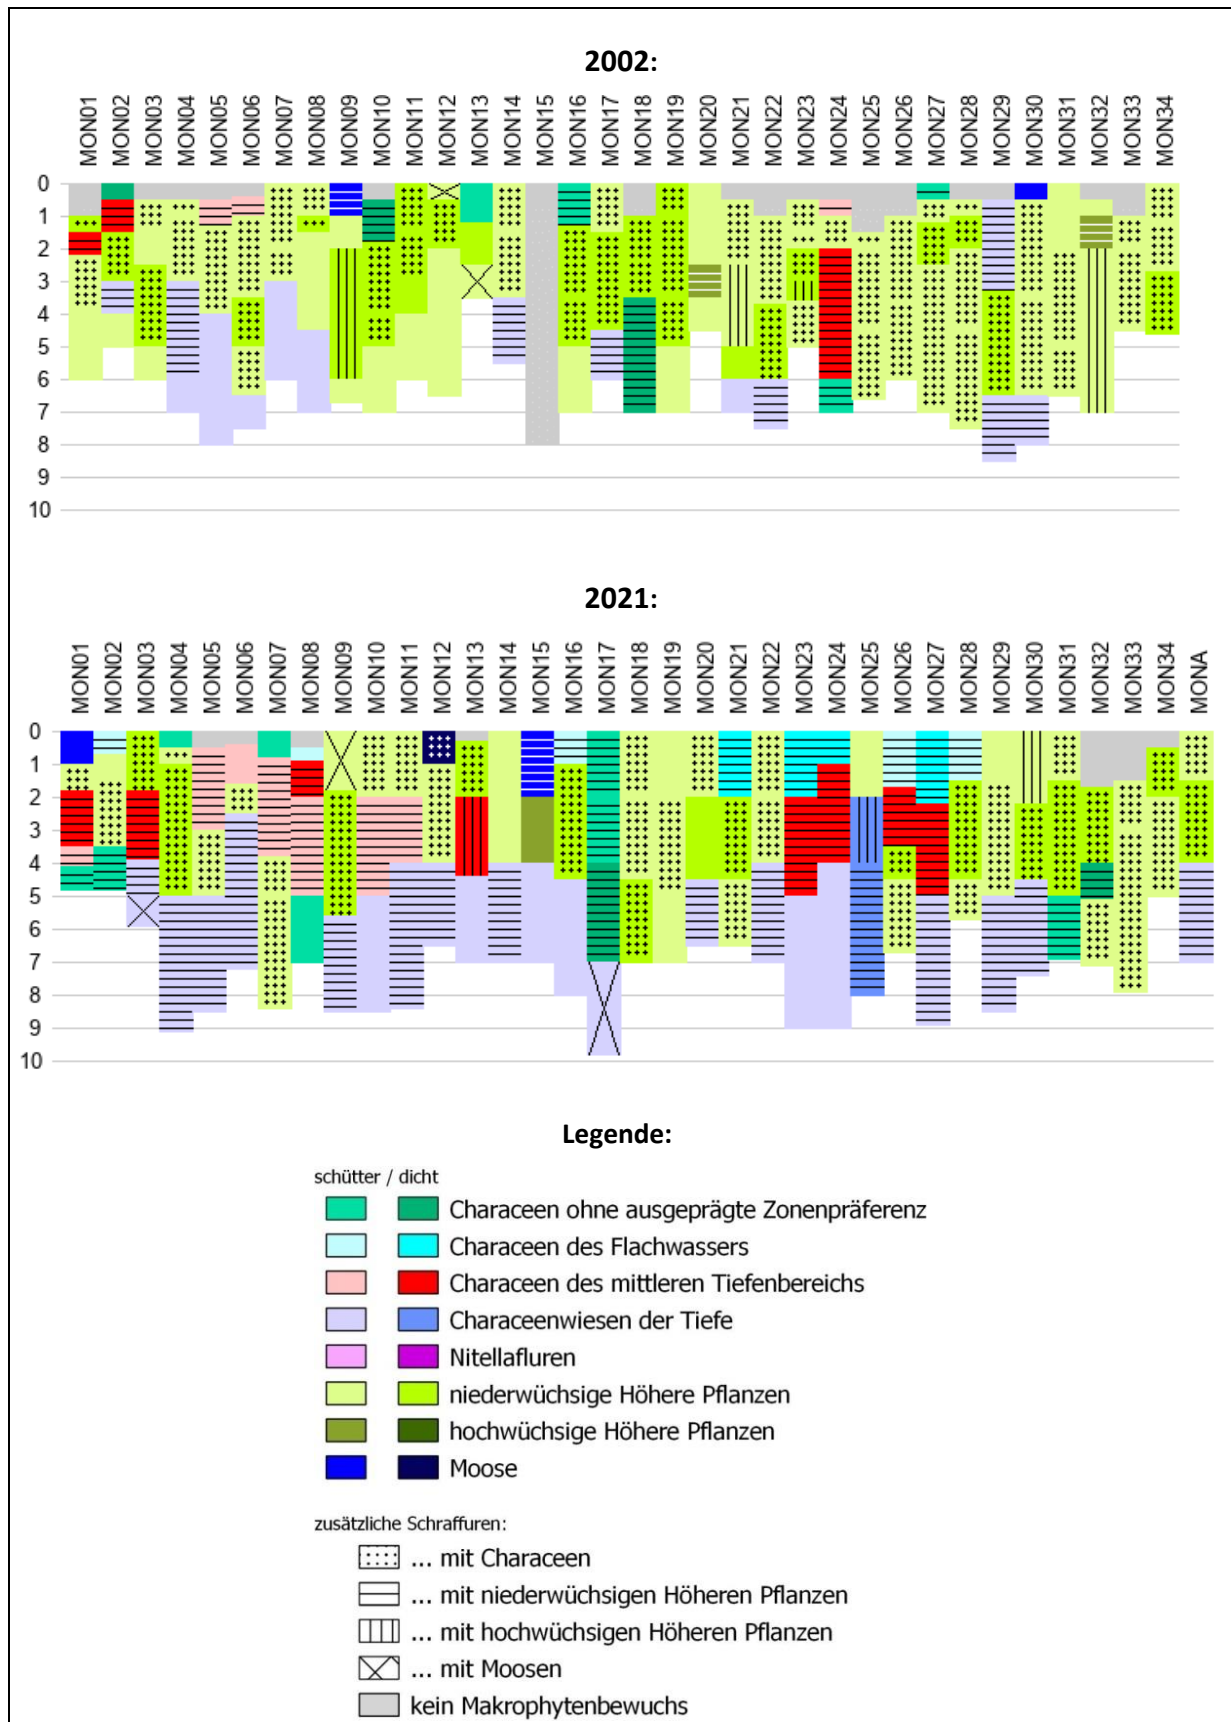 2002:
MON01 MON02 MON03 MON04 MON05 MON06 MON07 MON08 MON09 MON10 MON11 MON12 MON13 MON14 MON15 MON16 MON17 MON18 MON19 MON20 MON21 MON22 MON23 MON24 MON25 MON26 MON27 MON28 MON29 MON30 MON31 MON32 MON33 MON34
0
1
2
3
4
5
6
7
8
9
10
2021:
MON01 MON02 MON03 MON04 MON05 MON06 MON07 MON08 MON09 MON10 MON11 MON12 MON13 MON14 MON15 MON16 MON17 MON18 MON19 MON20 MON21 MON22 MON23 MON24 MON25 MON26 MON27 MON28 MON29 MON30 MON31 MON32 MON33 MON34 MONA
0
1
2
3
4
5
6
7
8
9
10
Legende:
schütter / dicht
Characeen ohne ausgeprägte Zonenpräferenz
Characeen des Flachwassers
Characeen des mittleren Tiefenbereichs
Characeenwiesen der Tiefe
Nitellafluren
niederwüchsige Höhere Pflanzen
hochwüchsige Höhere Pflanzen
Moose
zusätzliche Schraffuren:
... mit Characeen
... mit niederwüchsigen Höheren Pflanzen
... mit hochwüchsigen Höheren Pflanzen
... mit Moosen
kein Makrophytenbewuchs